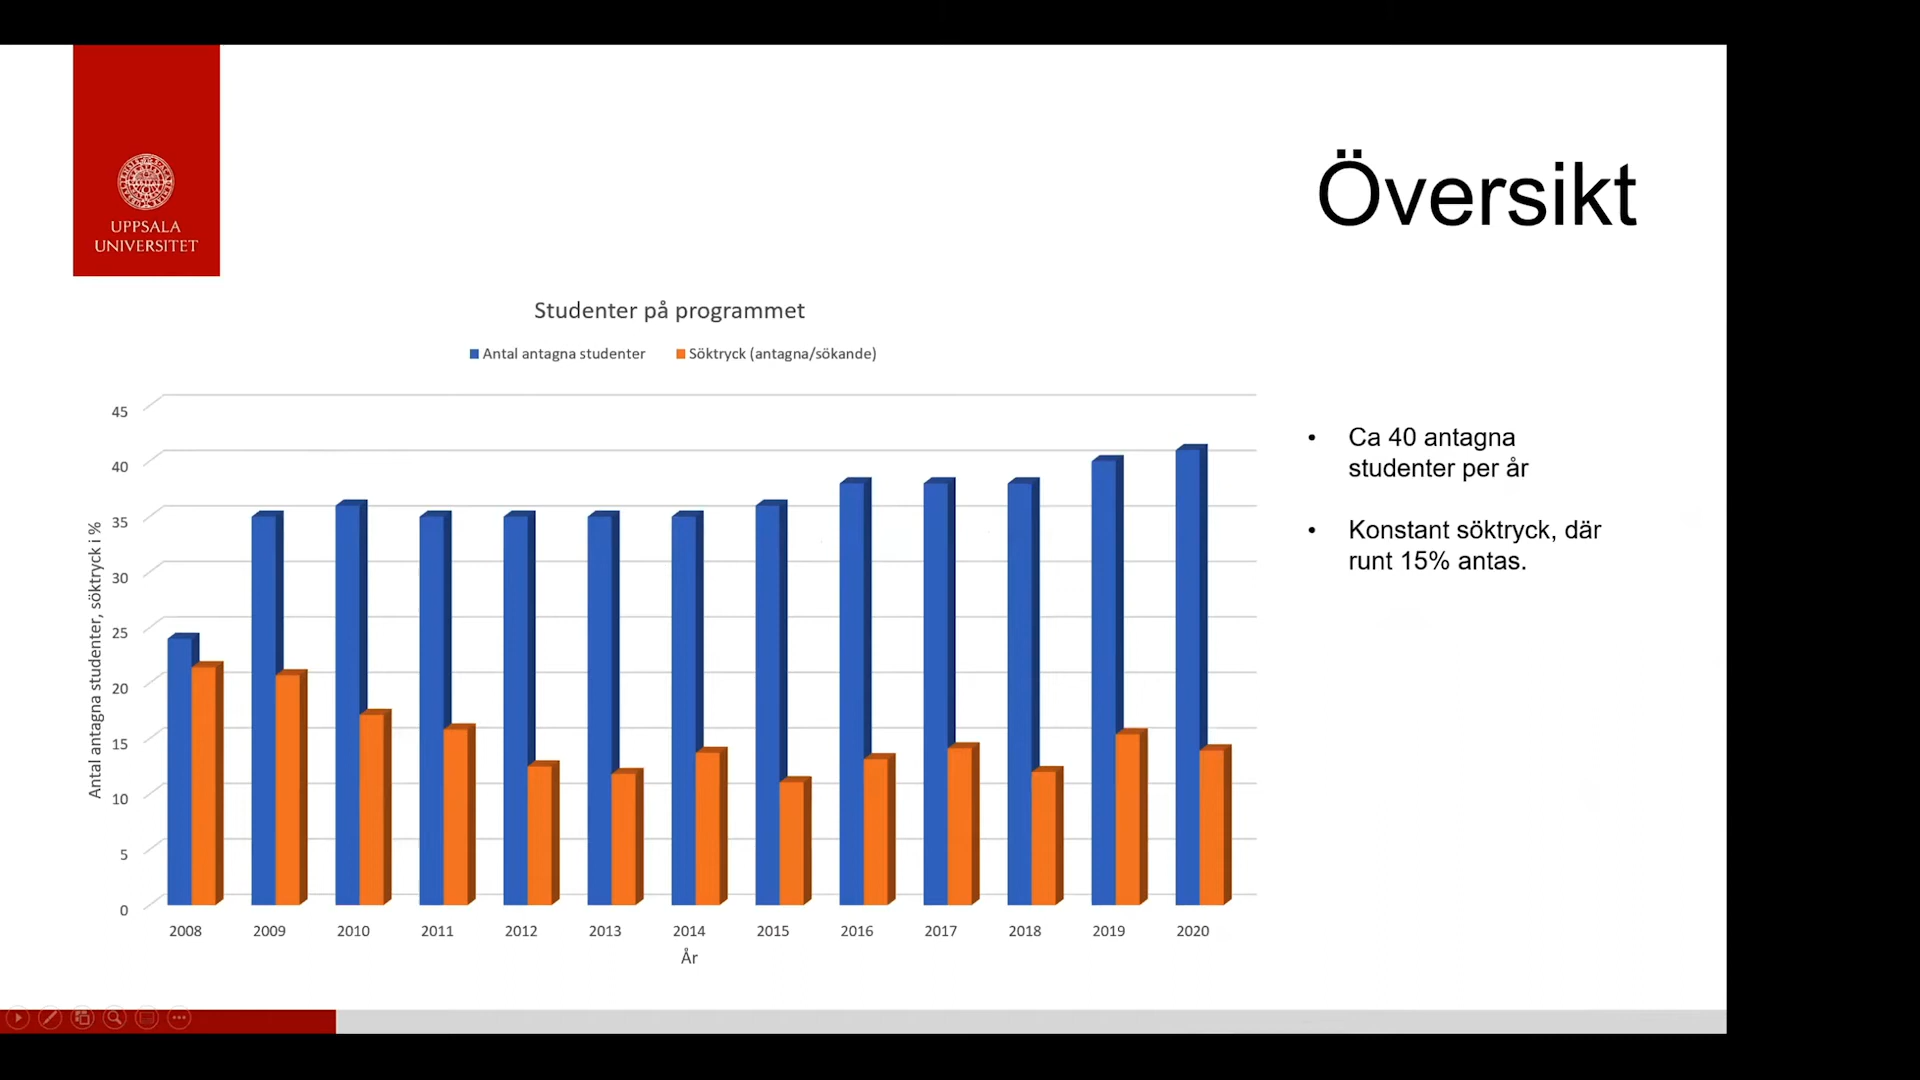 UPPSALA
UNIVERSITET
Översikt
Studenter på programmet
Antal antagna studenter
Söktryck (antagna/sökande)
Antal antagna studenter, söktryck i %
45
40
35
30
25
20
15
10
5
0
2008 2009 2010 2011 2012 2013 2014 2015 2016 2017 2018 2019 2020
År
• Ca 40 antagna
studenter per år
• Konstant söktryck, där
runt 15% antas.